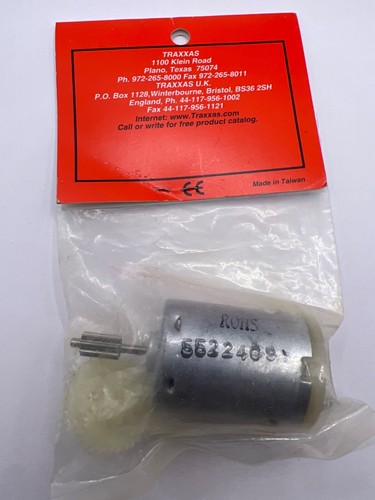 TRAXXAS
1100 Klein Road
Plano, Texas 75074
Ph. 972-265-8000 Fax 972-265-8011
TRAXXAS U.K.
P.O. Box 1128,Winterbourne, Bristol, BS36 2SH
England, Ph. 44-117-956-1002
Fax 44-117-956-1121
Internet: www.Traxxas.com
Call or write for free product catalog.
CE
Made in Taiwan
ROHS